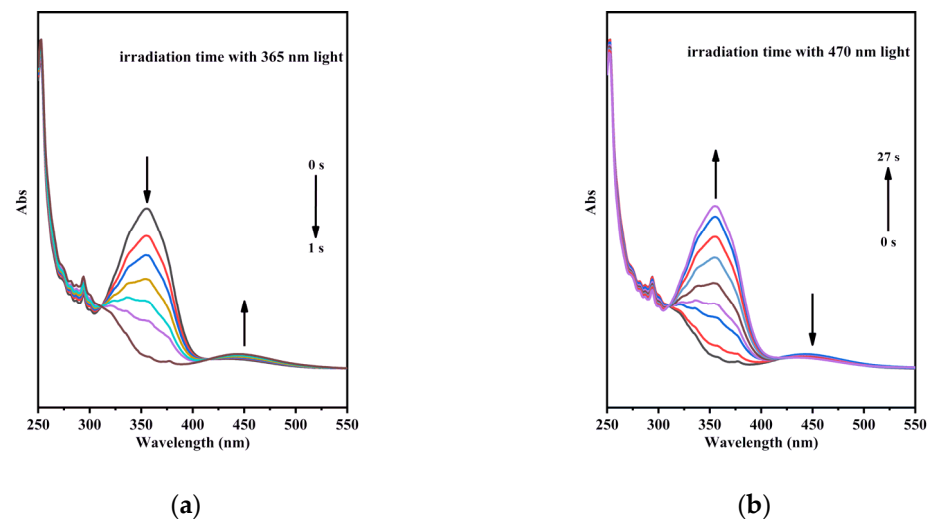 irradiation time with 365 nm light
0 s
1 s
Abs
250 300 350 400 450 500 550
Wavelength (nm)
(a)
irradiation time with 470 nm light
27 s
0 s
Abs
250 300 350 400 450 500 550
Wavelength (nm)
(b)